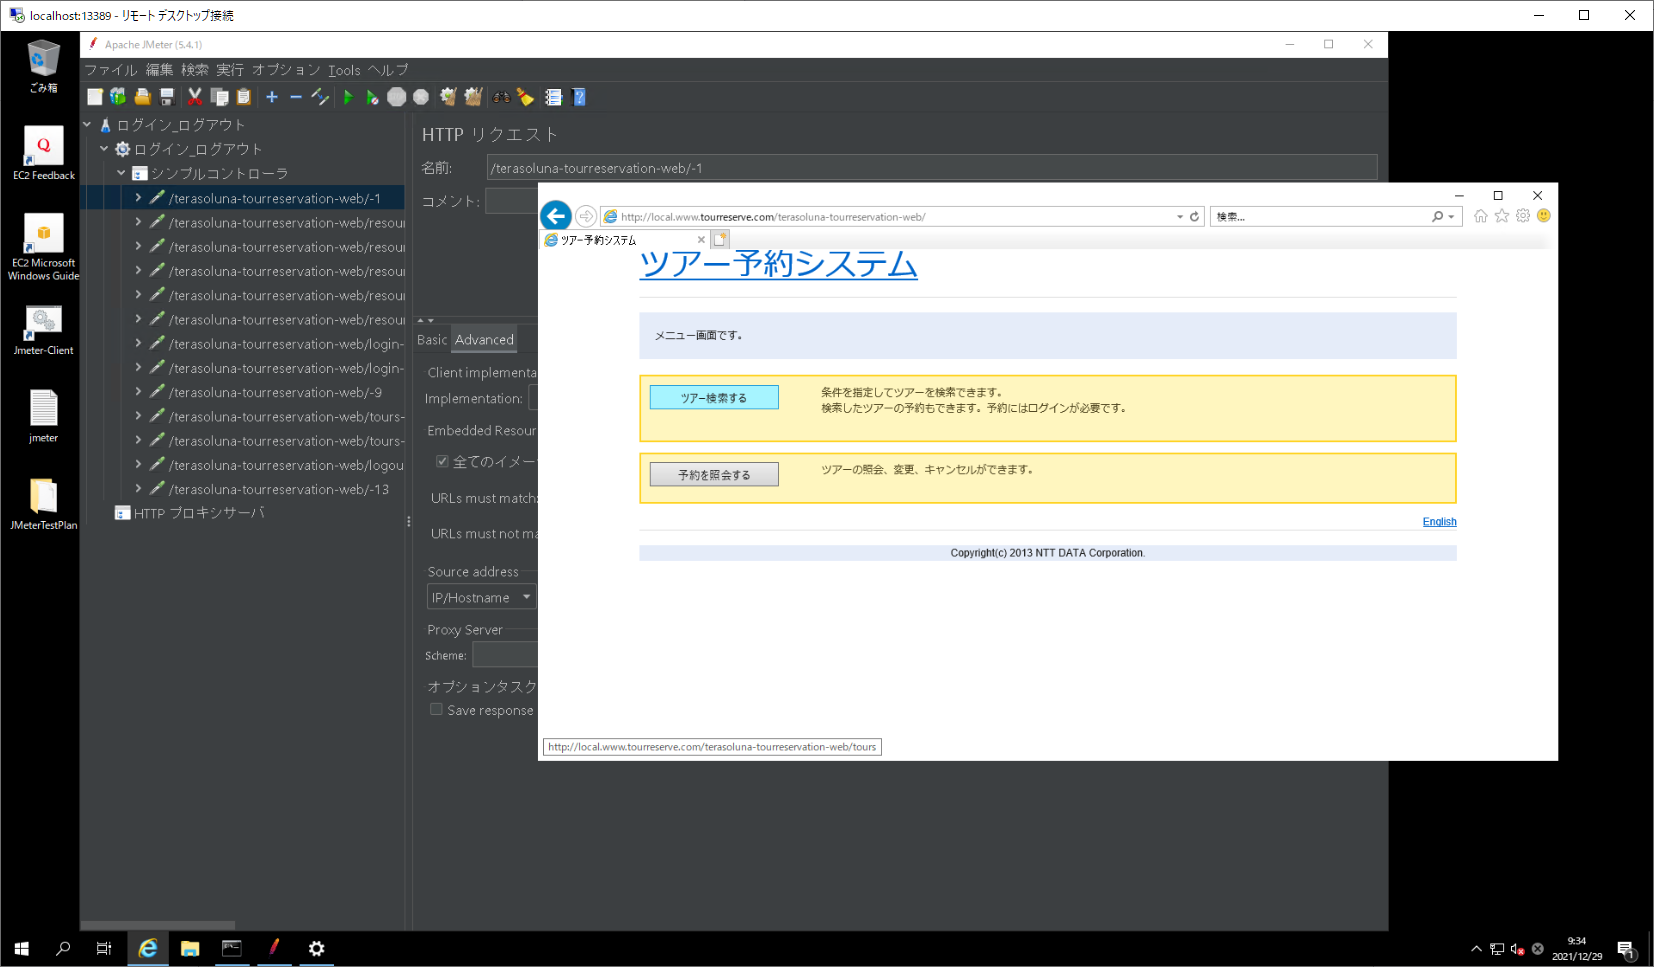 localhost:13389 - リモート デスクトップ接続
ごみ箱
EC2 Feedback
EC2 Microsoft
Windows Guide
Jmeter-Client
jmeter
JMeterTestPlan
Apache JMeter (5.4.1)
ファイル 編集 検索 実行 オプション Tools ヘルプ
ログイン_ログアウト
ログイン_ログアウト
シンプルコントローラ
/terasoluna-tourreservation-web/-1
/terasoluna-tourreservation-web/resour
/terasoluna-tourreservation-web/resour
/terasoluna-tourreservation-web/resour
/terasoluna-tourreservation-web/resour
/terasoluna-tourreservation-web/resour
/terasoluna-tourreservation-web/login-
/terasoluna-tourreservation-web/login-
/terasoluna-tourreservation-web/-9
/terasoluna-tourreservation-web/tours-
/terasoluna-tourreservation-web/tours-
/terasoluna-tourreservation-web/logou
/terasoluna-tourreservation-web/-13
HTTP プロキシサーバ
HTTP リクエスト
名前:
/terasoluna-tourreservation-web/-1
コメント:
Basic
Advanced
Client implementa
Implementation:
Embedded Resour
全てのイメー
URLs must match:
URLs must not ma
Source address
IP/Hostname
Proxy Server
Scheme:
オプションタスク
Save response
http://local.www.tourreserve.com/terasoluna-tourreservation-web/
検索...
ツアー予約システム
ツアー予約システム
メニュー画面です。
ツアー検索する
条件を指定してツアーを検索できます。
検索したツアーの予約もできます。予約にはログインが必要です。
予約を照会する
ツアーの照会、変更、キャンセルができます。
English
Copyright(c) 2013 NTT DATA Corporation.
http://local.www.tourreserve.com/terasoluna-tourreservation-web/tours
9:34
2021/12/29
1